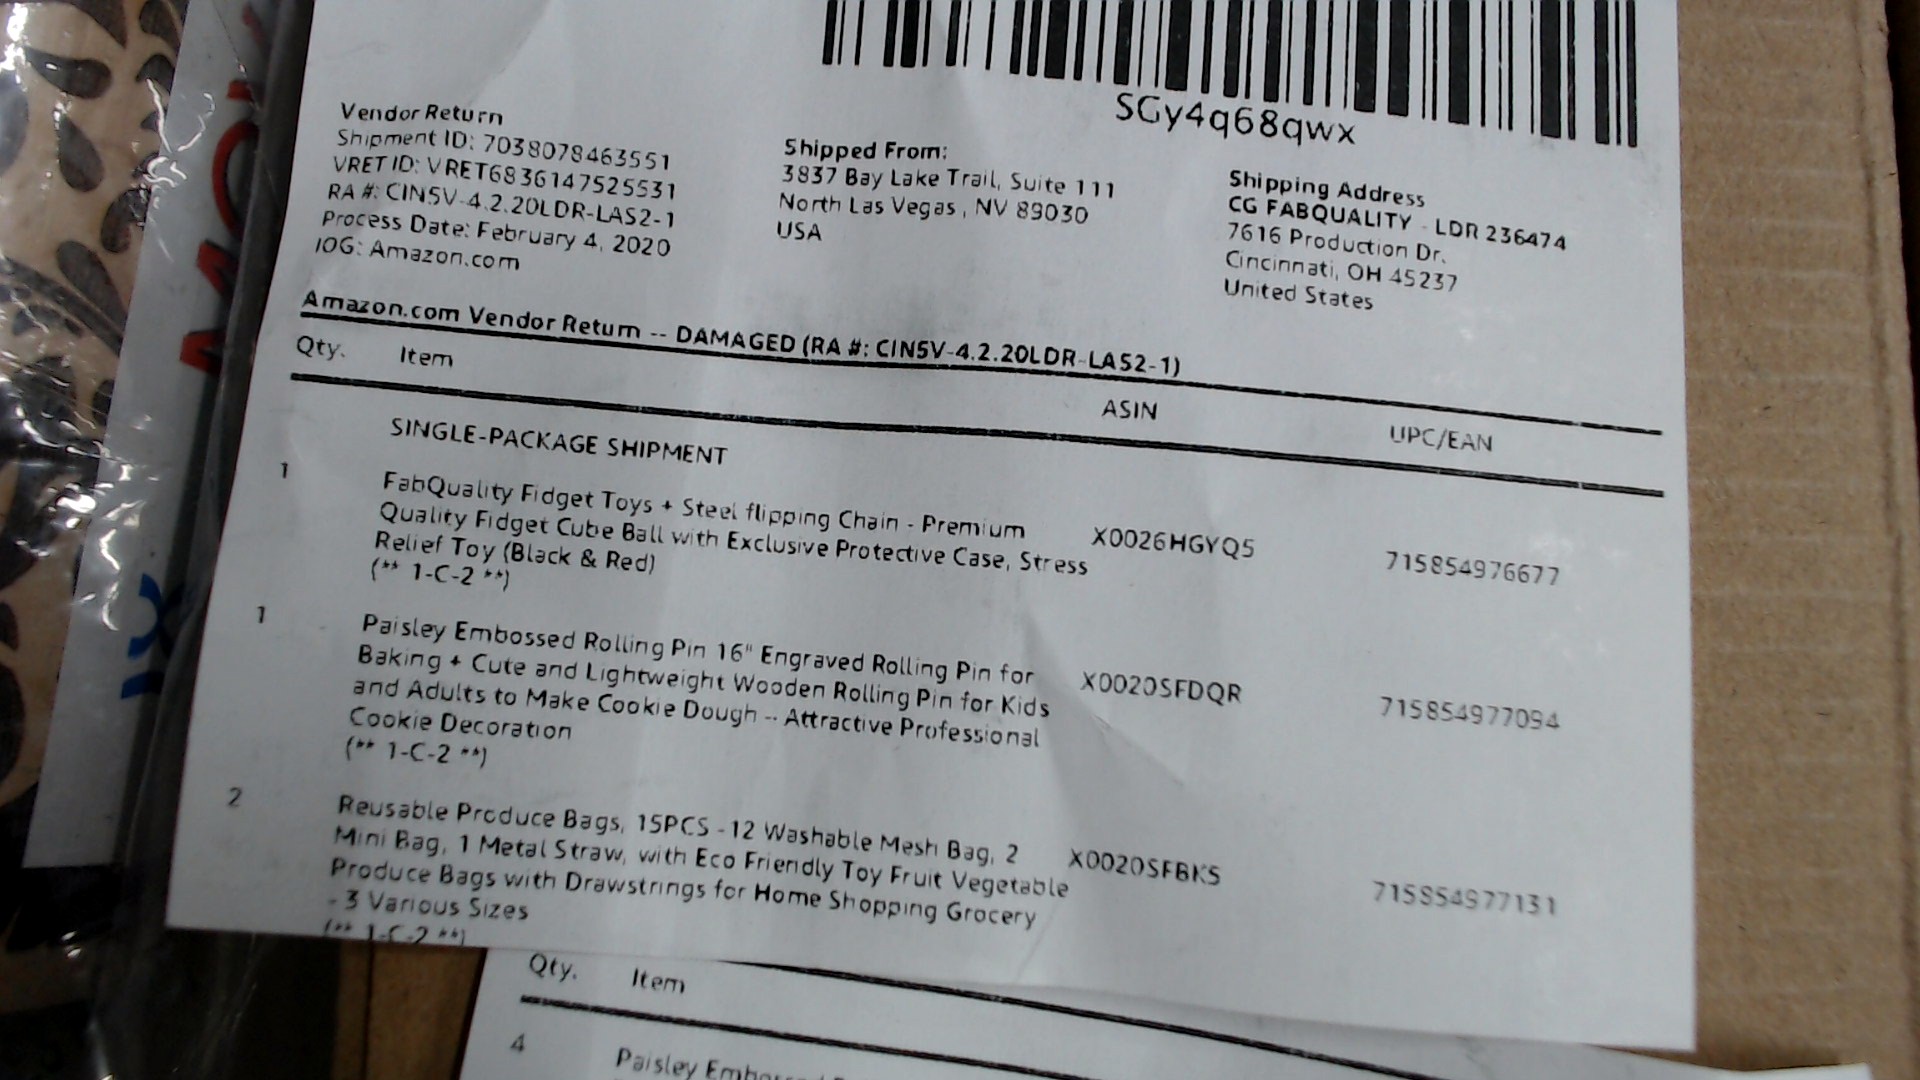 SGy4q68qwx
Vendor Return
Shipment ID: 7038078463551
VRET ID: VRET6836147525531
RA #: CIN5V-4.2.20LDR-LAS2-1
Process Date: February 4, 2020
IOG: Amazon.com
Shipped From:
3837 Bay Lake Trail, Suite 111
North Las Vegas , NV 89030
USA
Shipping Address
CG FABQUALITY - LDR 236474
7616 Production Dr.
Cincinnati, OH 45237
United States
Amazon.com Vendor Return -- DAMAGED (RA #: CIN5V-4.2.20LDR-LAS2-1)
Qty. Item ASIN UPC/EAN
SINGLE-PACKAGE SHIPMENT
1 FabQuality Fidget Toys + Steel flipping Chain - Premium X0026HGYQ5 715854976677
Quality Fidget Cube Ball with Exclusive Protective Case, Stress
Relief Toy (Black & Red)
(** 1-C-2 **)
1 Paisley Embossed Rolling Pin 16" Engraved Rolling Pin for X0020SFDQR 715854977094
Baking + Cute and Lightweight Wooden Rolling Pin for Kids
and Adults to Make Cookie Dough -- Attractive Professional
Cookie Decoration
(** 1-C-2 **)
2 Reusable Produce Bags, 15PCS - 12 Washable Mesh Bag, 2 X0020SFBKS 715854977131
Mini Bag, 1 Metal Straw, with Eco Friendly Toy Fruit Vegetable
Produce Bags with Drawstrings for Home Shopping Grocery
- 3 Various Sizes
(** 1-C-2 **)
Qty. Item
4 Paisley Embossed